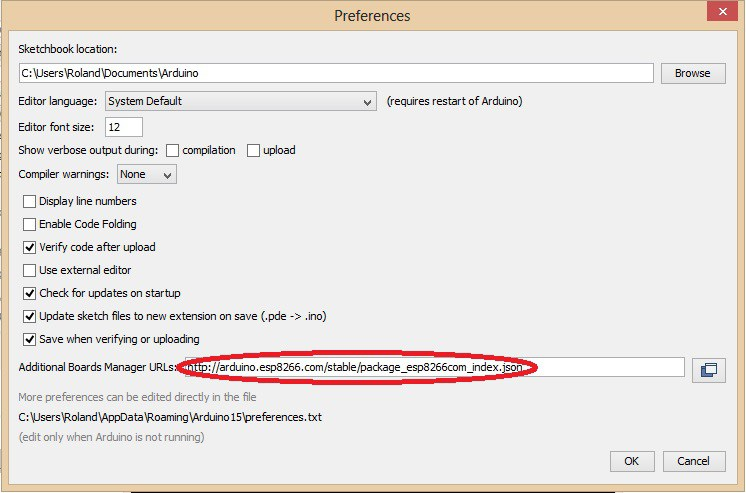 Preferences
Sketchbook location:
C:\Users\Roland\Documents\Arduino Browse
Editor language: System Default (requires restart of Arduino)
Editor font size: 12
Show verbose output during: compilation upload
Compiler warnings: None
Display line numbers
Enable Code Folding
Verify code after upload
Use external editor
Check for updates on startup
Update sketch files to new extension on save (.pde -> .ino)
Save when verifying or uploading
Additional Boards Manager URLs: http://arduino.esp8266.com/stable/package_esp8266com_index.json
More preferences can be edited directly in the file
C:\Users\Roland\AppData\Roaming\Arduino15\preferences.txt
(edit only when Arduino is not running)
OK Cancel